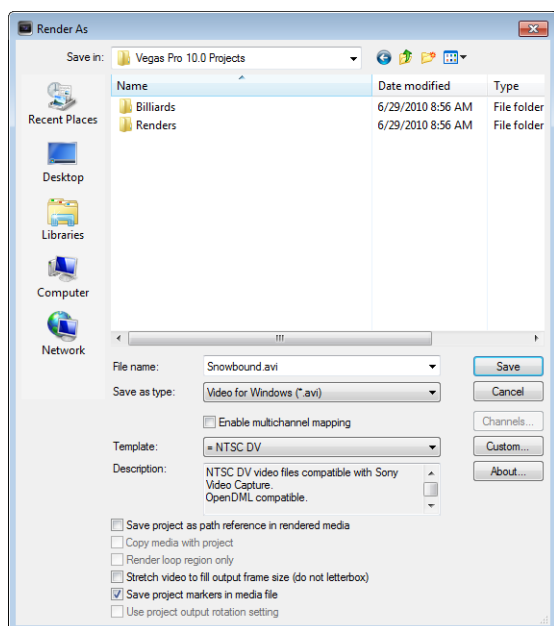 Render As
Save in:
Vegas Pro 10.0 Projects
Name
Date modified
Type
Billiards
6/29/2010 8:56 AM
File folder
Renders
6/29/2010 8:56 AM
File folder
Recent Places
Desktop
Libraries
Computer
Network
File name:
Snowbound.avi
Save
Save as type:
Video for Windows (*.avi)
Cancel
Enable multichannel mapping
Channels...
Template:
= NTSC DV
Custom...
Description:
NTSC DV video files compatible with Sony
Video Capture.
OpenDML compatible.
About...
Save project as path reference in rendered media
Copy media with project
Render loop region only
Stretch video to fill output frame size (do not letterbox)
Save project markers in media file
Use project output rotation setting